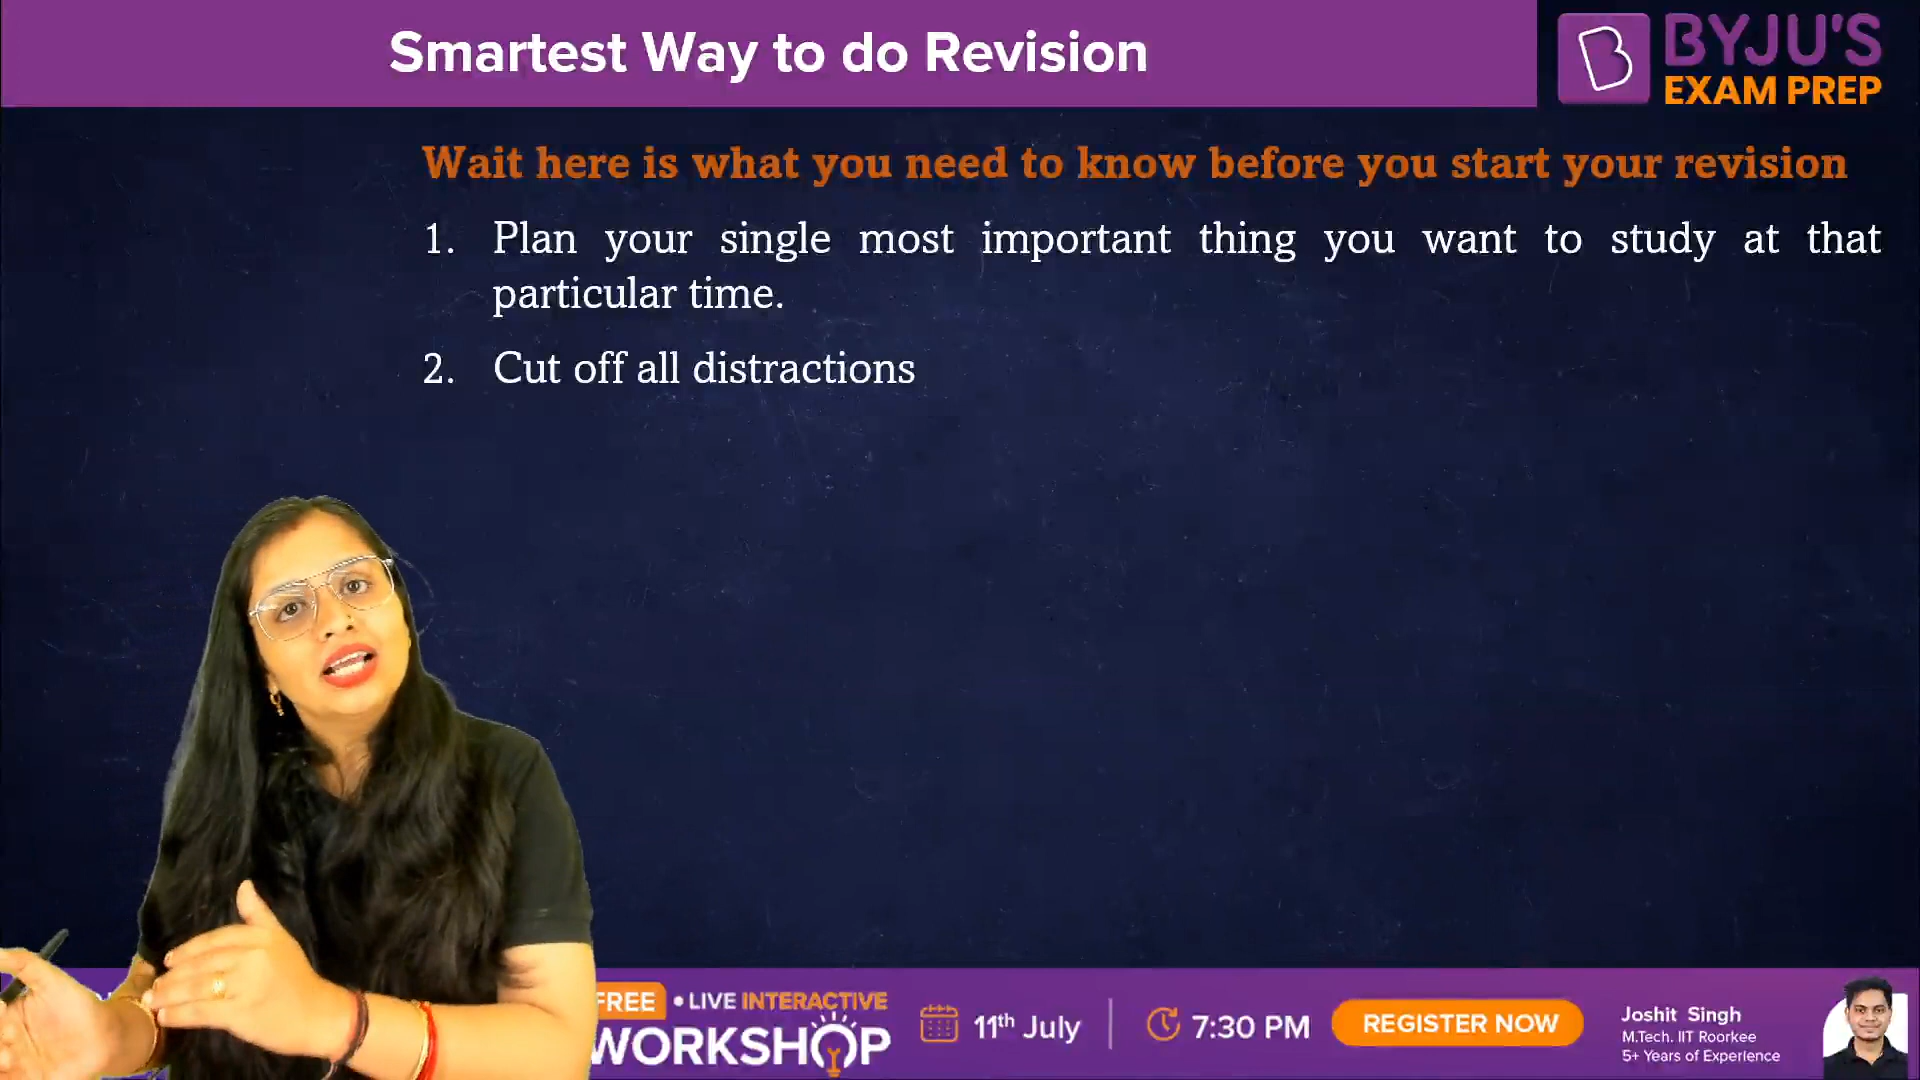 Smartest Way to do Revision
BYJU'S
EXAM PREP
Wait here is what you need to know before you start your revision
1. Plan your single most important thing you want to study at that
particular time.
2. Cut off all distractions
FREE • LIVE INTERACTIVE
WORKSHOP
11th July
7:30 PM
REGISTER NOW
Joshit Singh
M.Tech. IIT Roorkee
5+ Years of Experience